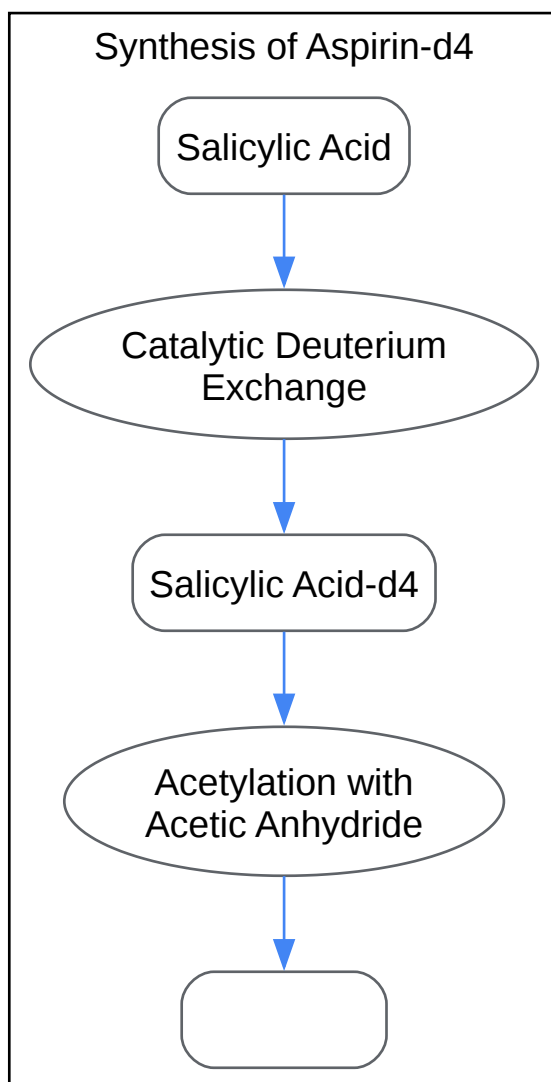 Synthesis of Aspirin-d4
Salicylic Acid
Catalytic Deuterium
Exchange
Salicylic Acid-d4
Acetylation with
Acetic Anhydride